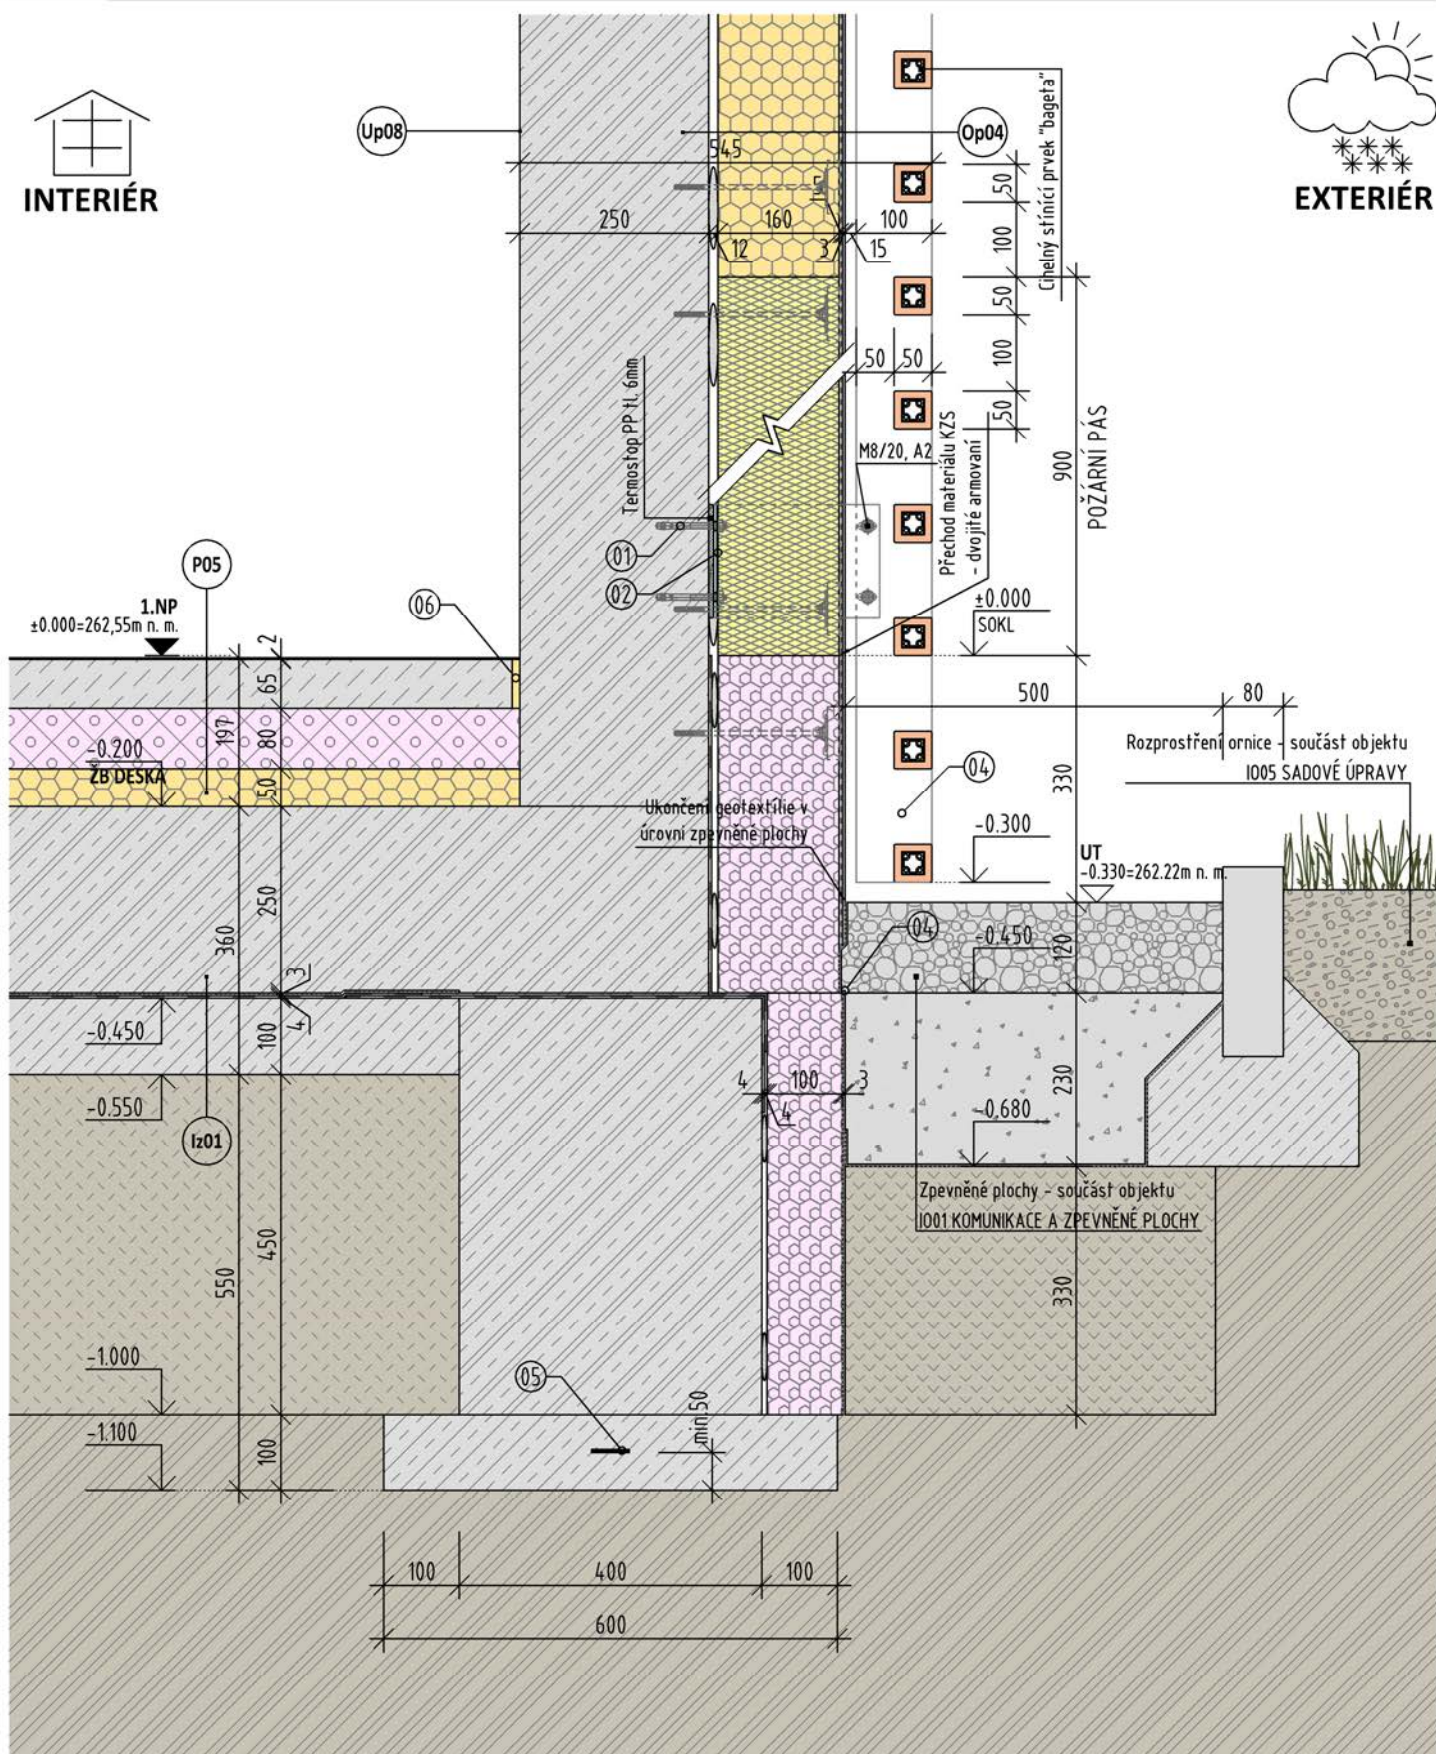 INTERIÉR
EXTERIÉR
Up08
Op04
545
250
160
100
12
3
15
15
Cihelný stínící prvek "bageta"
50
100
50
100
50
50
50
Termostop PP tl. 6mm
M8/20, A2
Přechod materiálu KZS
- dvojité armování
900
POŽÁRNÍ PÁS
01
02
P05
1.NP
±0.000=262,55m n. m.
06
±0.000
SOKL
2
65
197
80
50
-0.200
ŽB DESKA
500
80
Rozprostření ornice - součást objektu
IO05 SADOVÉ ÚPRAVY
330
04
Ukončení geotextílie v
úrovni zpevněné plochy
-0.300
UT
-0.330=262.22m n. m.
250
360
04
-0.450
120
3
4
-0.450
100
-0.550
4
100
3
4
230
-0.680
Iz01
Zpevněné plochy - součást objektu
IO01 KOMUNIKACE A ZPEVNĚNÉ PLOCHY
450
550
330
-1.000
05
min.50
-1.100
100
100
400
100
600